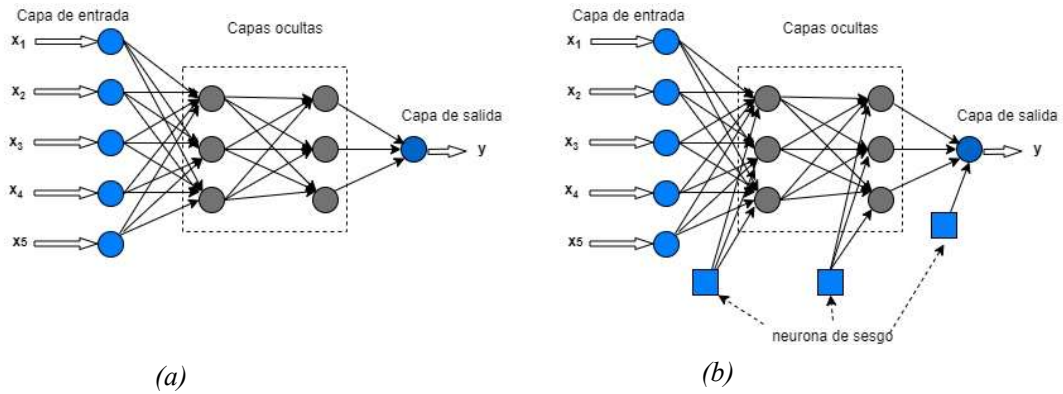 Capa de entrada
Capas ocultas
x1
x2
x3
x4
x5
Capa de salida
y
(a)
Capa de entrada
Capas ocultas
x1
x2
x3
x4
x5
Capa de salida
y
neurona de sesgo
(b)